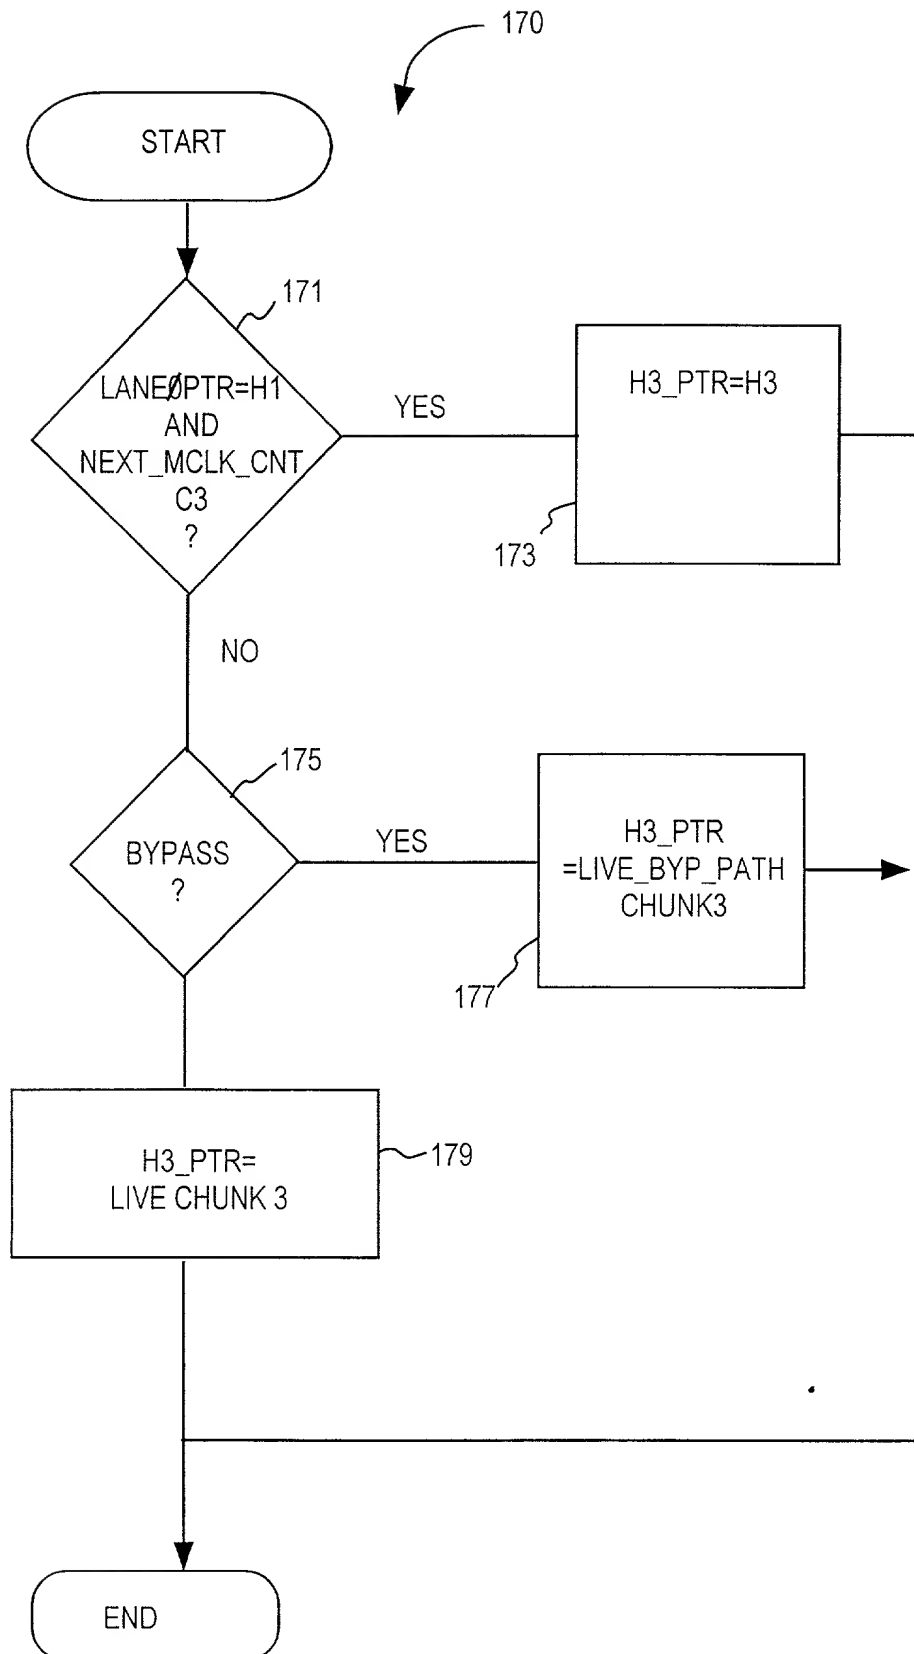 170
START
171
LANEØPTR=H1
AND
NEXT_MCLK_CNT
C3
?
YES
H3_PTR=H3
173
NO
175
BYPASS
?
YES
H3_PTR
=LIVE_BYP_PATH
CHUNK3
177
H3_PTR=
LIVE CHUNK 3
179
END